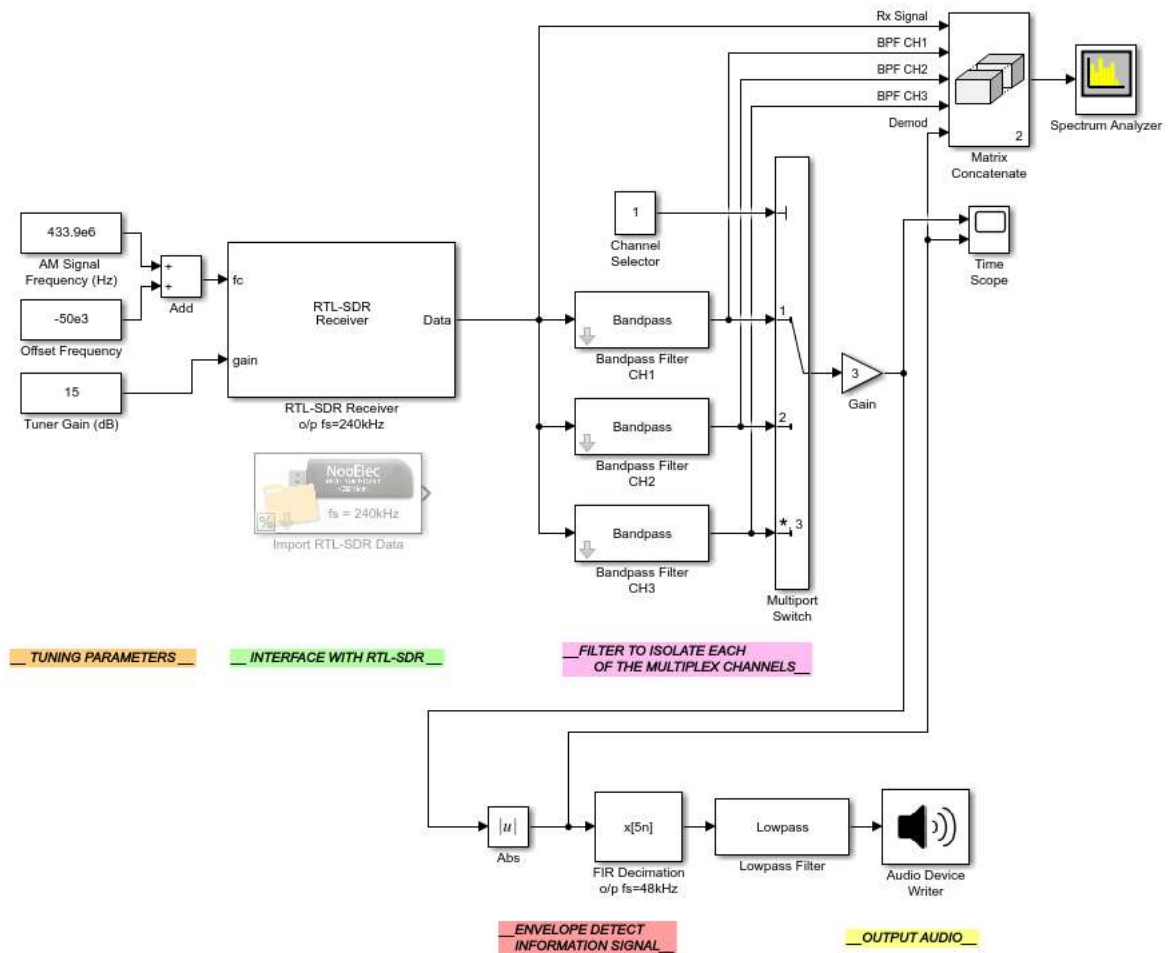 Rx Signal
BPF CH1
BPF CH2
BPF CH3
Demod
2
Matrix
Concatenate
Spectrum Analyzer
433.9e6
AM Signal
Frequency (Hz)
-50e3
Offset Frequency
15
Tuner Gain (dB)
+
+
Add
fc
gain
RTL-SDR
Receiver
Data
RTL-SDR Receiver
o/p fs=240kHz
NooElec
fs = 240kHz
%
Import RTL-SDR Data
1
Channel
Selector
Bandpass
Bandpass Filter
CH1
Bandpass
Bandpass Filter
CH2
Bandpass
Bandpass Filter
CH3
1
2
* 3
Multiport
Switch
3
Gain
Time
Scope
__ TUNING PARAMETERS __
__ INTERFACE WITH RTL-SDR __
__FILTER TO ISOLATE EACH
OF THE MULTIPLEX CHANNELS__
|u|
Abs
x[5n]
FIR Decimation
o/p fs=48kHz
Lowpass
Lowpass Filter
Audio Device
Writer
__ENVELOPE DETECT
INFORMATION SIGNAL__
__OUTPUT AUDIO__